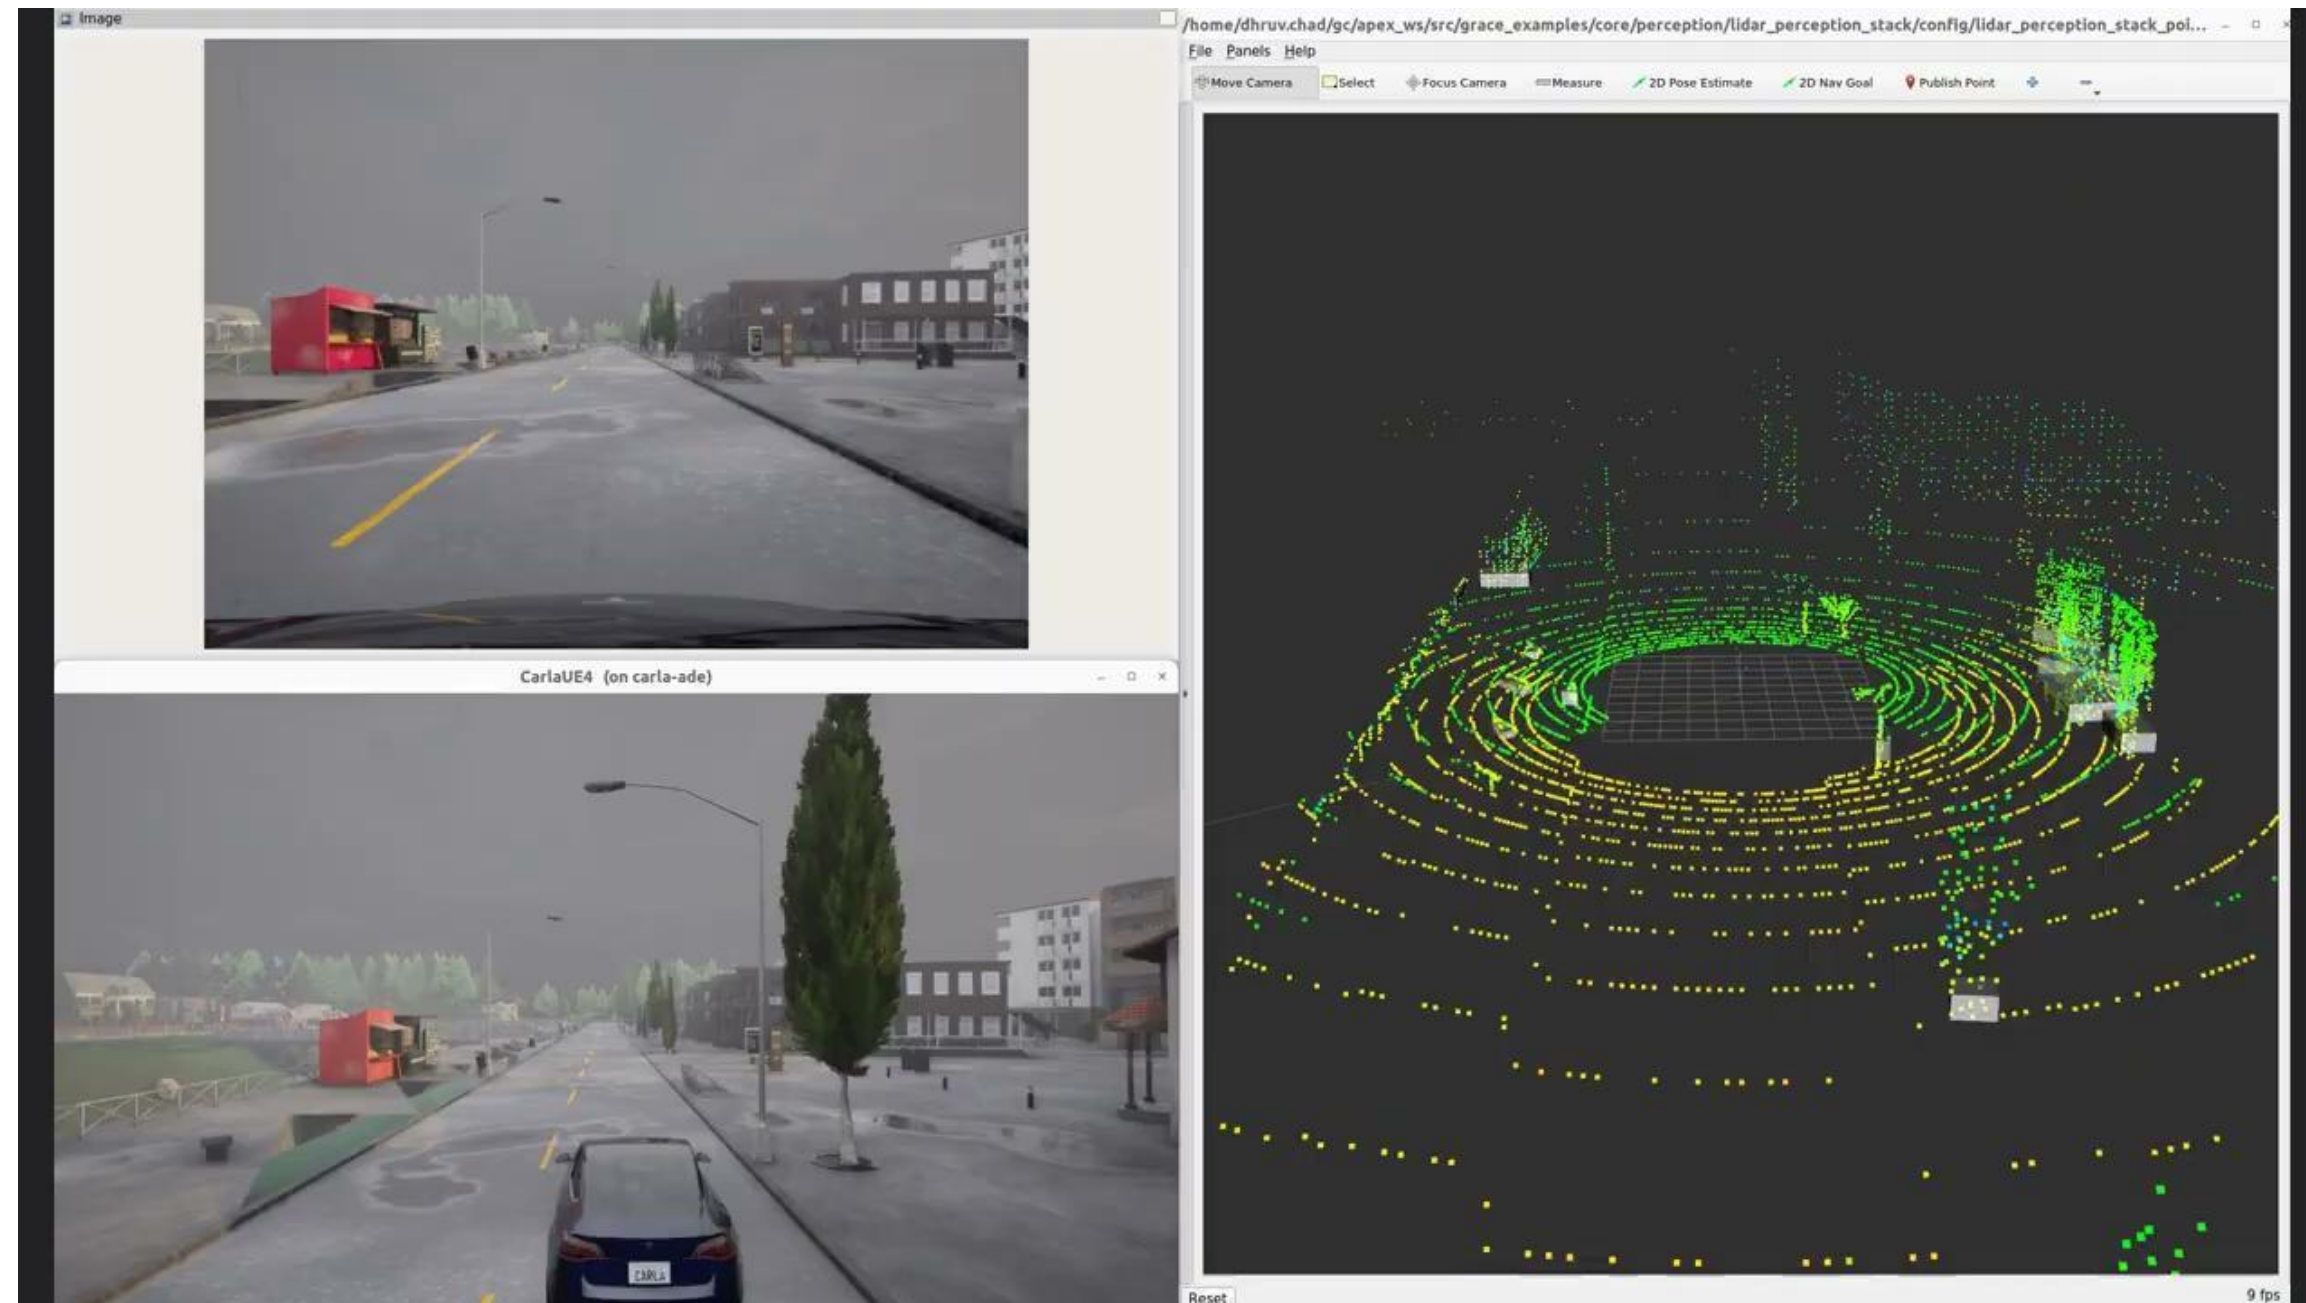 Image
/home/dhruv.chad/gc/apex_ws/src/grace_examples/core/perception/lidar_perception_stack/config/lidar_perception_stack_poi...
File Panels Help
Move Camera Select Focus Camera Measure 2D Pose Estimate 2D Nav Goal Publish Point
CarlaUE4 (on carla-ade)
CARLA
Reset
9 fps